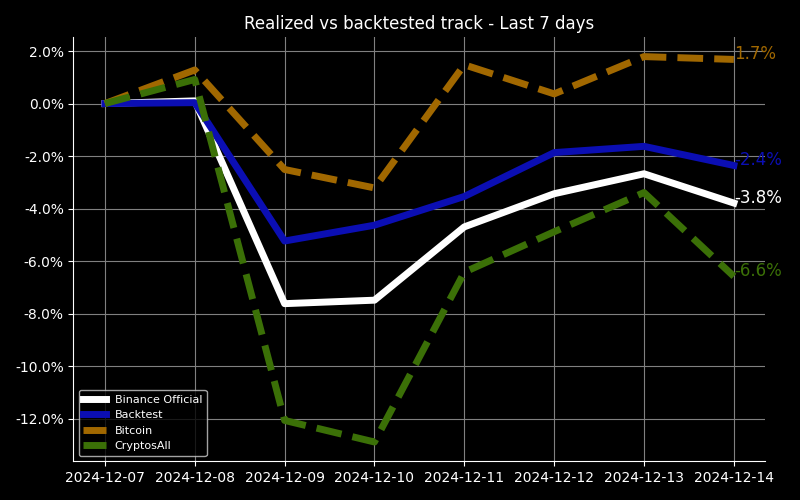 Realized vs backtested track - Last 7 days
2.0%
0.0%
-2.0%
-4.0%
-6.0%
-8.0%
-10.0%
-12.0%
1.7%
-2.4%
-3.8%
-6.6%
Binance Official
Backtest
Bitcoin
CryptosAll
2024-12-07 2024-12-08 2024-12-09 2024-12-10 2024-12-11 2024-12-12 2024-12-13 2024-12-14